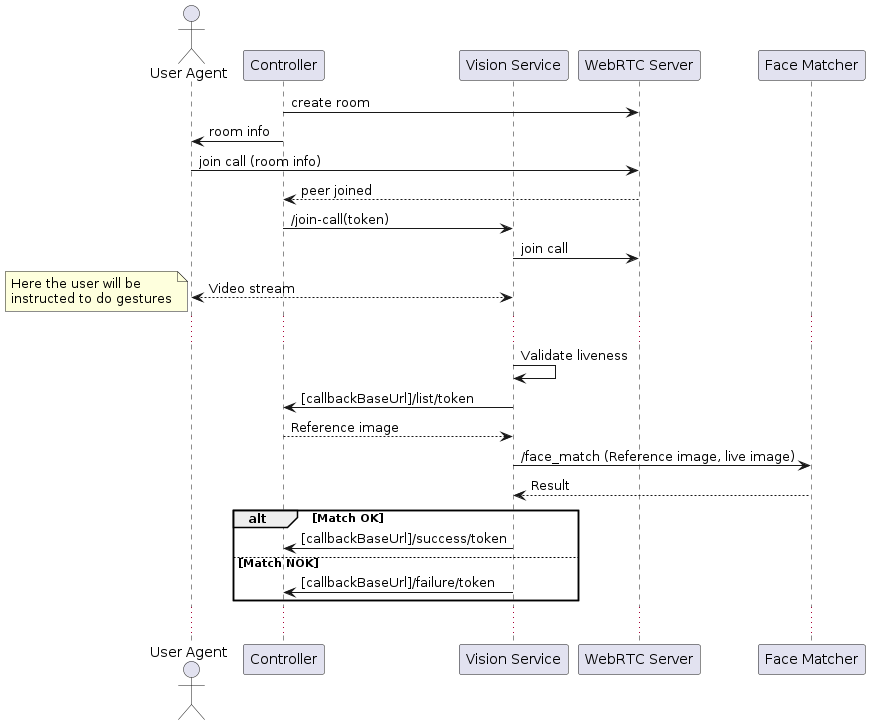 User Agent
Controller
Vision Service
WebRTC Server
Face Matcher
create room
room info
join call (room info)
peer joined
/join-call(token)
join call
Here the user will be
instructed to do gestures
Video stream
Validate liveness
[callbackBaseUrl]/list/token
Reference image
/face_match (Reference image, live image)
Result
alt
[Match OK]
[callbackBaseUrl]/success/token
[Match NOK]
[callbackBaseUrl]/failure/token
User Agent
Controller
Vision Service
WebRTC Server
Face Matcher